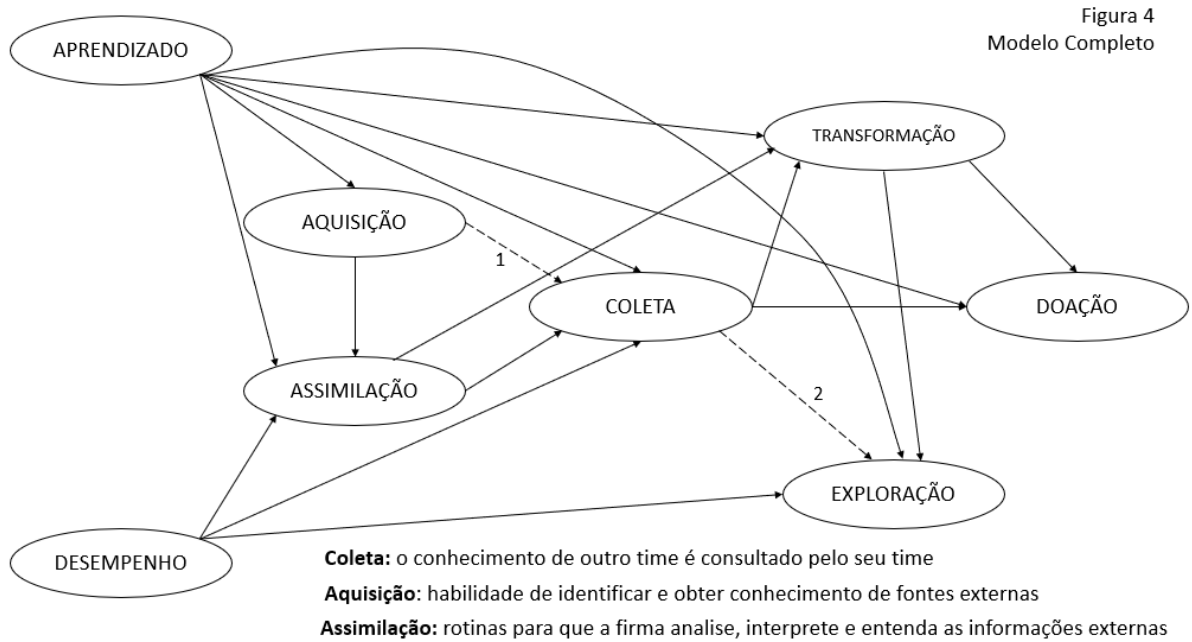 Figura 4
Modelo Completo
APRENDIZADO
TRANSFORMAÇÃO
AQUISIÇÃO
1
COLETA
DOAÇÃO
ASSIMILAÇÃO
2
EXPLORAÇÃO
DESEMPENHO
Coleta: o conhecimento de outro time é consultado pelo seu time
Aquisição: habilidade de identificar e obter conhecimento de fontes externas
Assimilação: rotinas para que a firma analise, interprete e entenda as informações externas